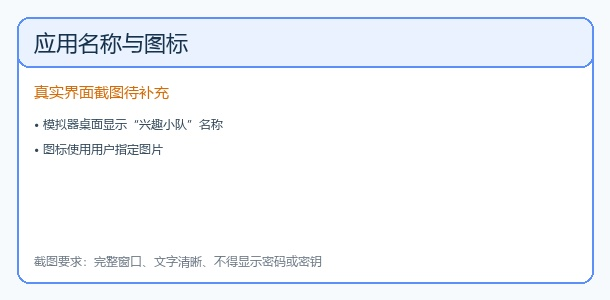 应用名称与图标
真实界面截图待补充
• 模拟器桌面显示“兴趣小队”名称
• 图标使用用户指定图片
截图要求：完整窗口、文字清晰、不得显示密码或密钥